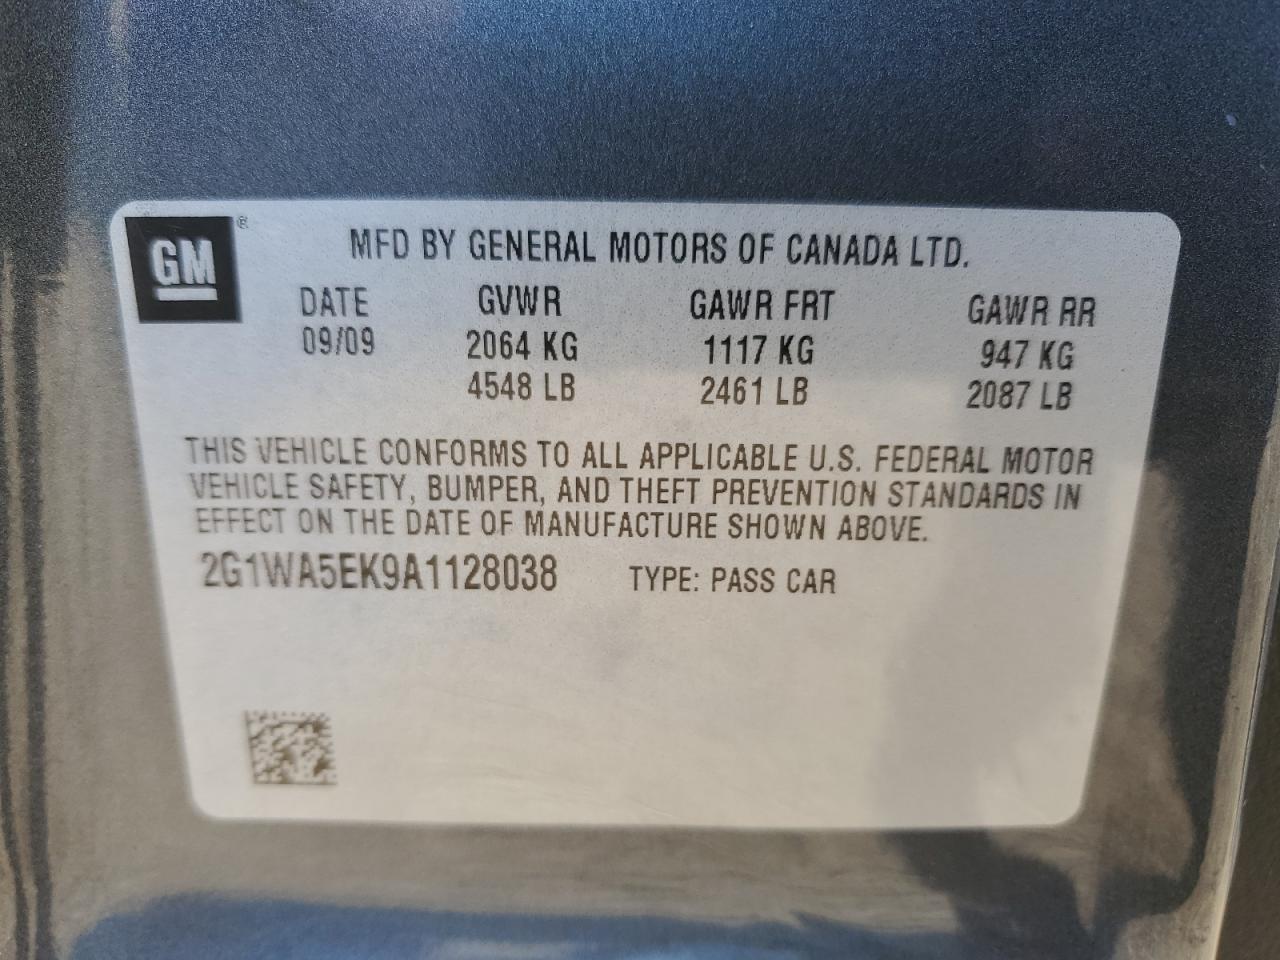 GM ®
MFD BY GENERAL MOTORS OF CANADA LTD.
DATE GVWR GAWR FRT GAWR RR
09/09 2064 KG 1117 KG 947 KG
4548 LB 2461 LB 2087 LB
THIS VEHICLE CONFORMS TO ALL APPLICABLE U.S. FEDERAL MOTOR
VEHICLE SAFETY, BUMPER, AND THEFT PREVENTION STANDARDS IN
EFFECT ON THE DATE OF MANUFACTURE SHOWN ABOVE.
2G1WA5EK9A1128038 TYPE: PASS CAR